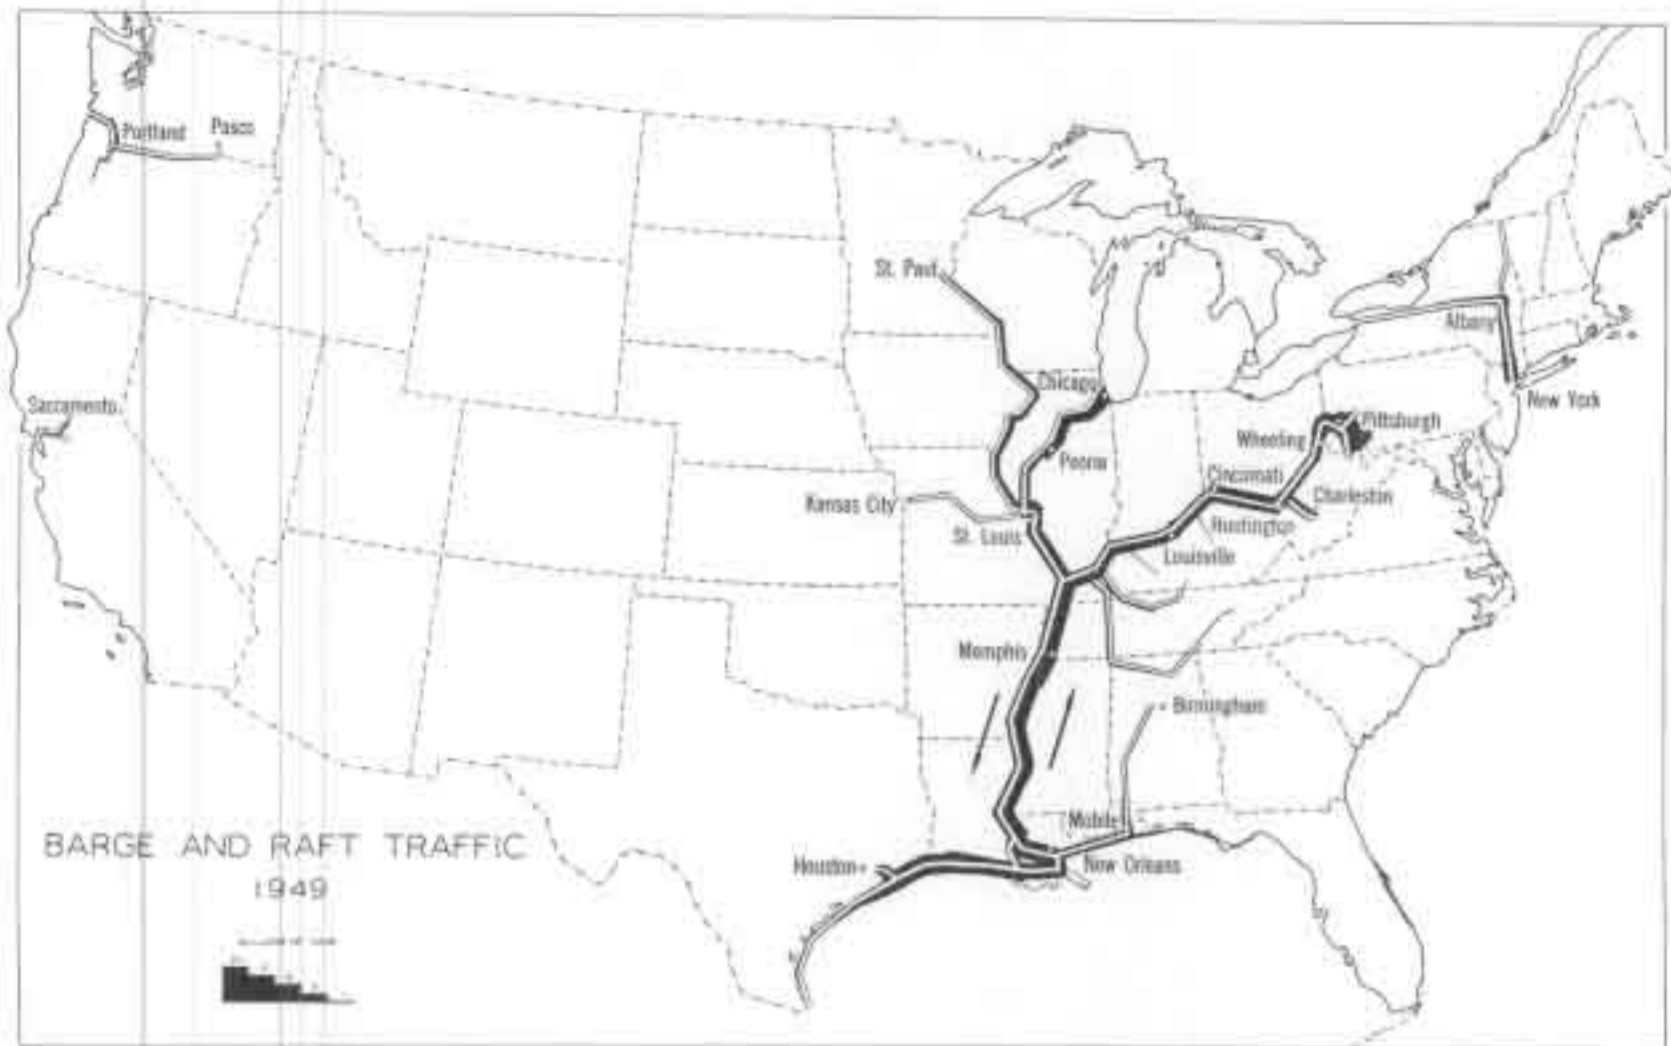 Portland
Pasco
St. Paul
Albany
New York
Chicago
Sacramento
Pittsburgh
Wheeling
Peoria
Cincinnati
Kansas City
Charleston
St. Louis
Huntington
Louisville
Memphis
Birmingham
Mobile
BARGE AND RAFT TRAFFIC
1949
Houston
New Orleans